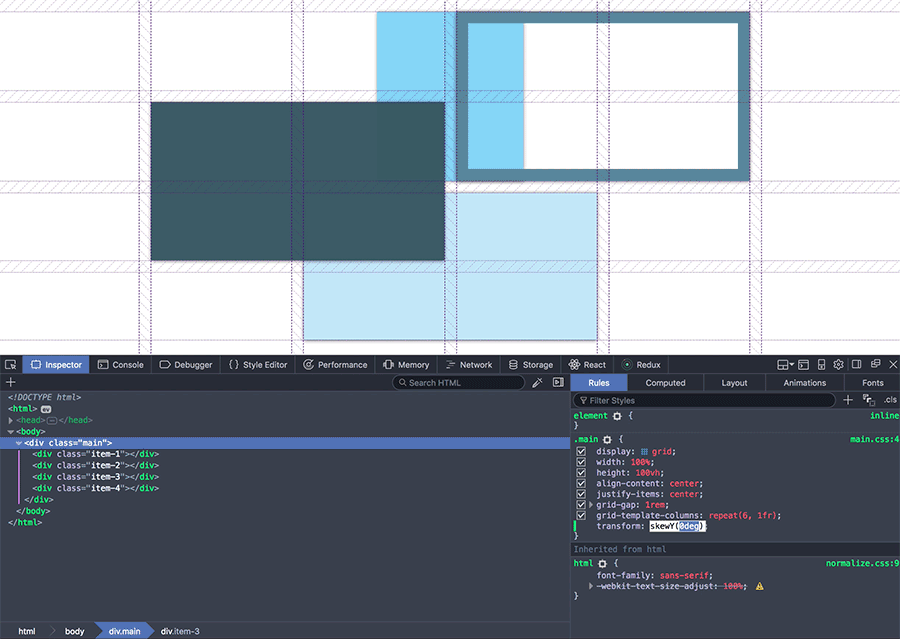 Inspector Console Debugger { } Style Editor Performance Memory Network Storage React Redux
+ Search HTML
Rules Computed Layout Animations Fonts
Filter Styles + .cls
<!DOCTYPE html>
<html> ev
<head></head>
<body>
<div class="main">
<div class="item-1"></div>
<div class="item-2"></div>
<div class="item-3"></div>
<div class="item-4"></div>
</div>
</body>
</html>
element { inline
}
.main { main.css:4
display: grid;
width: 100%;
height: 100vh;
align-content: center;
justify-items: center;
grid-gap: 1rem;
grid-template-columns: repeat(6, 1fr);
transform: skewY(0deg);
}
Inherited from html
html { normalize.css:9
font-family: sans-serif;
-webkit-text-size-adjust: 100%;
}
html body div.main div.item-3